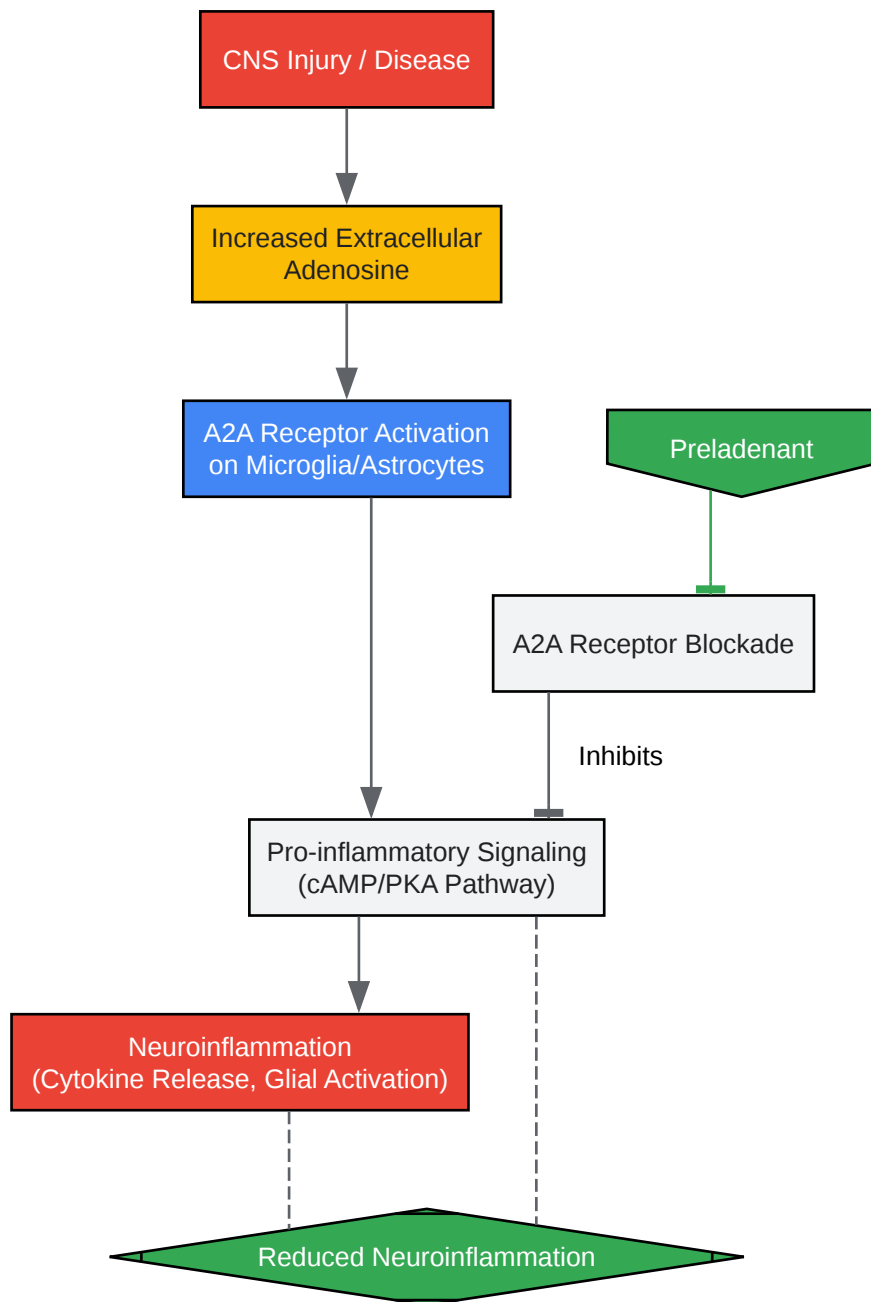 CNS Injury / Disease
Increased Extracellular
Adenosine
A2A Receptor Activation
on Microglia/Astrocytes
Preladenant
A2A Receptor Blockade
Inhibits
Pro-inflammatory Signaling
(cAMP/PKA Pathway)
Neuroinflammation
(Cytokine Release, Glial Activation)
Reduced Neuroinflammation